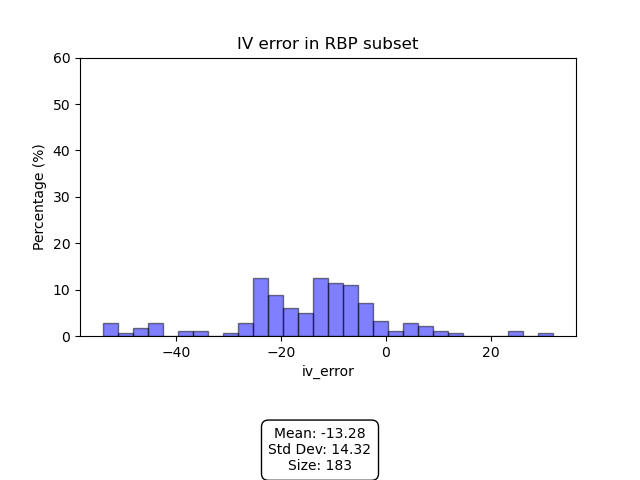 IV error in RBP subset
60
50
40
30
20
10
0
Percentage (%)
−40
−20
0
20
iv_error
Mean: -13.28
Std Dev: 14.32
Size: 183